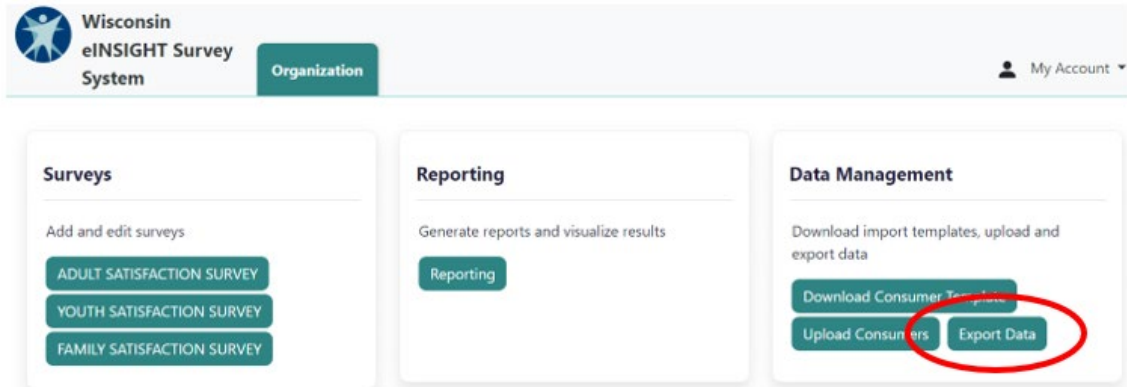 Wisconsin
eINSIGHT Survey
System
Organization
My Account
Surveys
Add and edit surveys
ADULT SATISFACTION SURVEY
YOUTH SATISFACTION SURVEY
FAMILY SATISFACTION SURVEY
Reporting
Generate reports and visualize results
Reporting
Data Management
Download import templates, upload and
export data
Download Consumer Template
Upload Consumers
Export Data